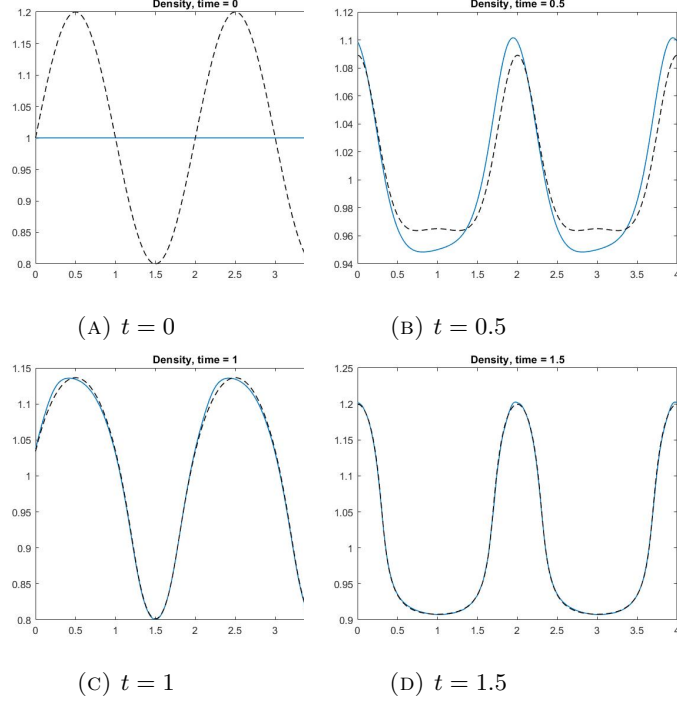 Density, time = 0
1.2
1.15
1.1
1.05
1
0.95
0.9
0.85
0.8
0 0.5 1 1.5 2 2.5 3
(A) t = 0
Density, time = 0.5
1.12
1.1
1.08
1.06
1.04
1.02
1
0.98
0.96
0.94
0 0.5 1 1.5 2 2.5 3 3.5 4
(B) t = 0.5
Density, time = 1
1.15
1.1
1.05
1
0.95
0.9
0.85
0.8
0 0.5 1 1.5 2 2.5 3
(C) t = 1
Density, time = 1.5
1.25
1.2
1.15
1.1
1.05
1
0.95
0.9
0 0.5 1 1.5 2 2.5 3 3.5 4
(D) t = 1.5